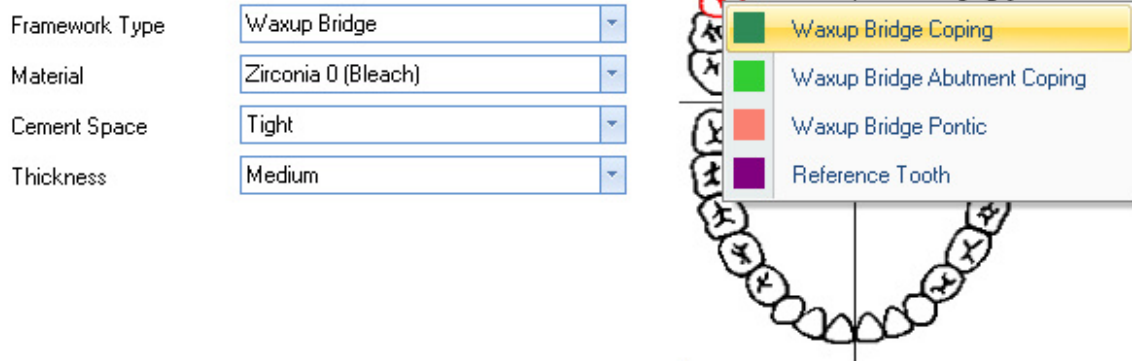 Framework Type
Waxup Bridge
Material
Zirconia 0 (Bleach)
Cement Space
Tight
Thickness
Medium
Waxup Bridge Coping
Waxup Bridge Abutment Coping
Waxup Bridge Pontic
Reference Tooth